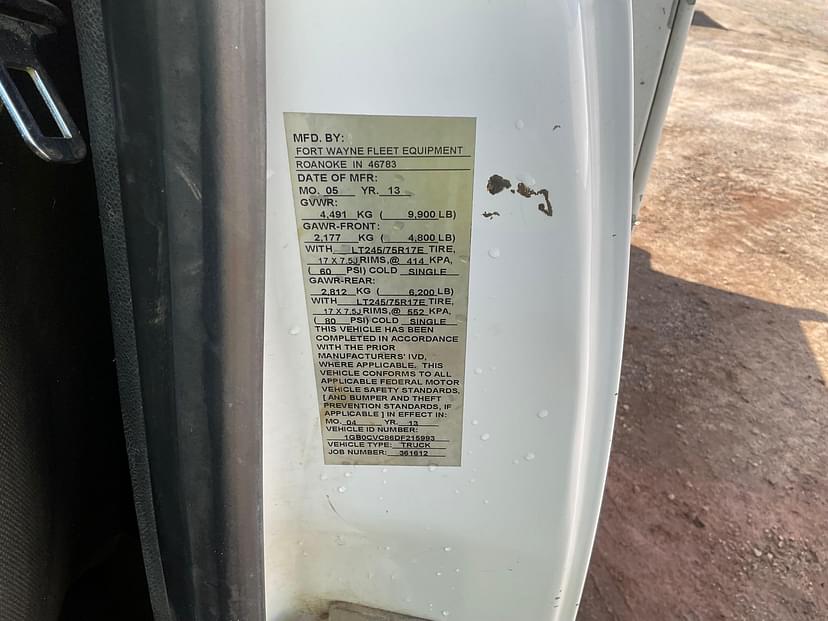 MFD. BY:
FORT WAYNE FLEET EQUIPMENT
ROANOKE IN 46783
DATE OF MFR:
MO. 05 YR. 13
GVWR:
4,491 KG ( 9,900 LB)
GAWR-FRONT:
2,177 KG ( 4,800 LB)
WITH LT245/75R17E TIRE,
17 X 7.5J RIMS,@ 414 KPA,
( 60 PSI) COLD SINGLE
GAWR-REAR:
2,812 KG ( 6,200 LB)
WITH LT245/75R17E TIRE,
17 X 7.5J RIMS,@ 552 KPA,
( 80 PSI) COLD SINGLE
THIS VEHICLE HAS BEEN
COMPLETED IN ACCORDANCE
WITH THE PRIOR
MANUFACTURERS' IVD,
WHERE APPLICABLE. THIS
VEHICLE CONFORMS TO ALL
APPLICABLE FEDERAL MOTOR
VEHICLE SAFETY STANDARDS,
[ AND BUMPER AND THEFT
PREVENTION STANDARDS, IF
APPLICABLE ] IN EFFECT IN:
MO. 04 YR. 13
VEHICLE ID NUMBER:
1GB0CVC86DF215993
VEHICLE TYPE: TRUCK
JOB NUMBER: 361612